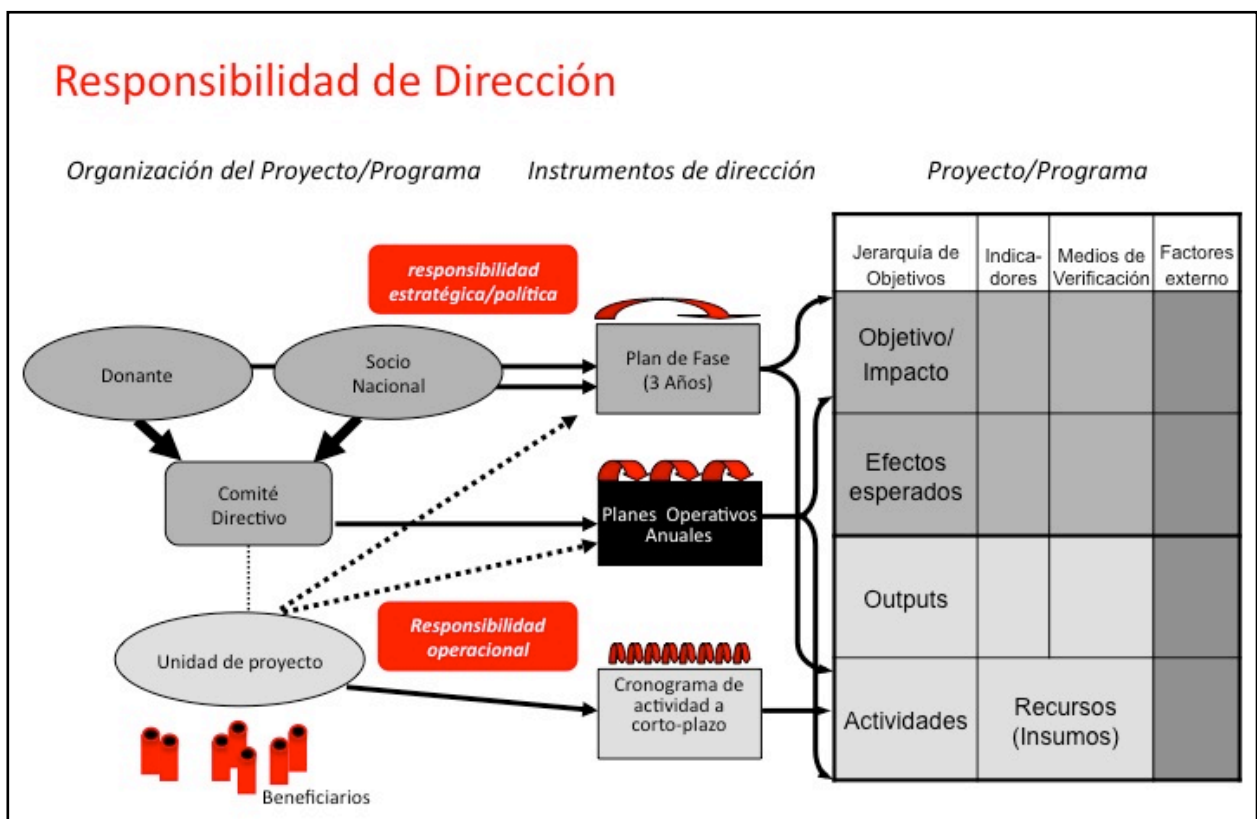 Responsibilidad de Dirección
Organización del Proyecto/Programa
Instrumentos de dirección
Proyecto/Programa
responsibilidad
estratégica/política
Donante
Socio
Nacional
Comité
Directivo
Unidad de proyecto
Beneficiarios
Responsibilidad
operacional
Plan de Fase
(3 Años)
Planes Operativos
Anuales
Cronograma de
actividad a
corto-plazo
Jerarquía de
Objetivos
Indica-
dores
Medios de
Verificación
Factores
externo
Objetivo/
Impacto
Efectos
esperados
Outputs
Actividades
Recursos
(Insumos)